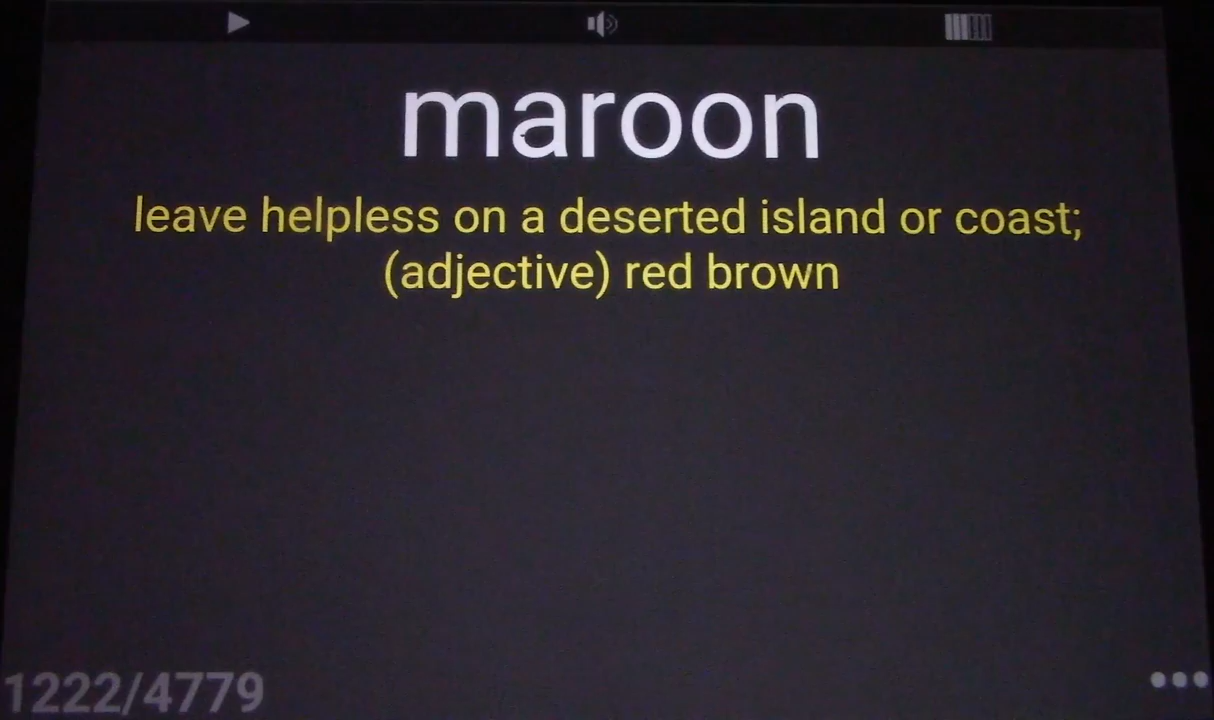 maroon
leave helpless on a deserted island or coast;
(adjective) red brown
1222/4779